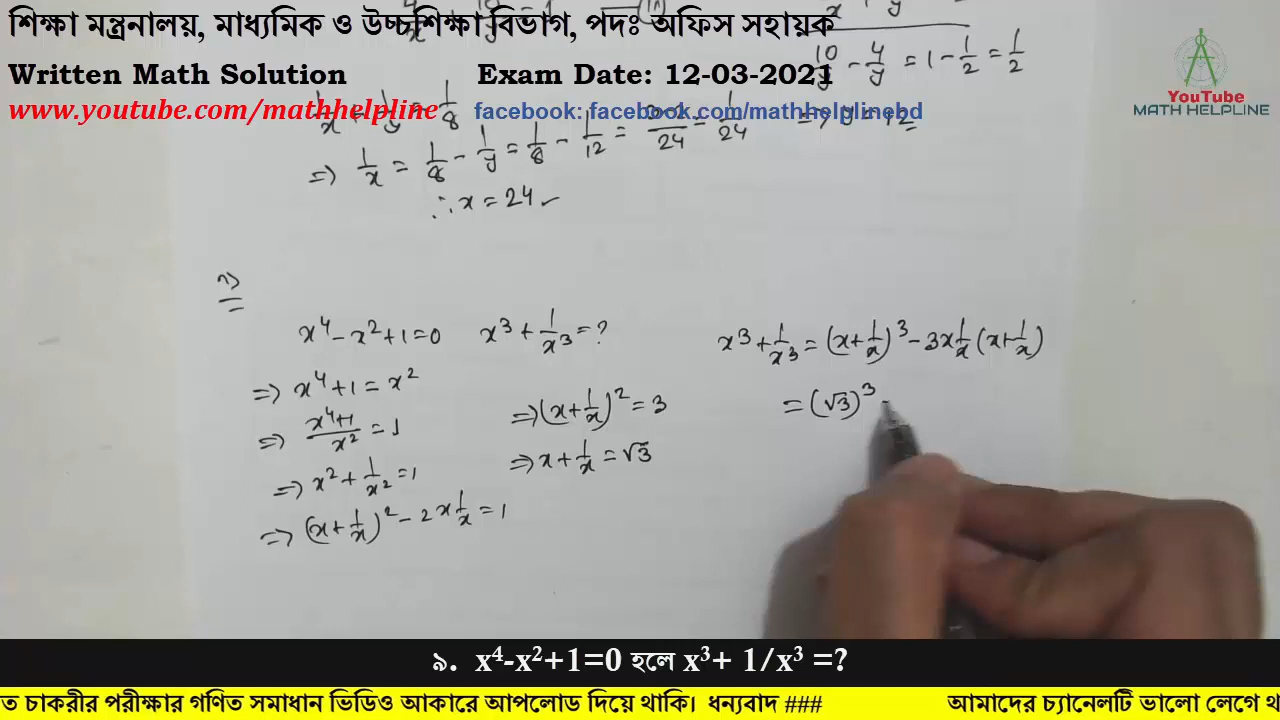 শিক্ষা মন্ত্রনালয়, মাধ্যমিক ও উচ্চশিক্ষা বিভাগ, পদঃ অফিস সহায়ক
Written Math Solution Exam Date: 12-03-2021
www.youtube.com/mathhelpline facebook: facebook.com/mathhelplinebd
YouTube
MATH HELPLINE
10/y - 4/y = 1 - 1/2 = 1/2
1/x + 1/y = 1/8
⇒ 1/x = 1/8 - 1/y = 1/8 - 1/12 = 3-2/24 = 1/24
⇒ y = 12
∴ x = 24 ✓
x⁴ - x² + 1 = 0 x³ + 1/x³ = ?
⇒ x⁴ + 1 = x²
⇒ x⁴+1/x² = 1
⇒ x² + 1/x² = 1
⇒ (x + 1/x)² - 2x1/x = 1
⇒ (x + 1/x)² = 3
⇒ x + 1/x = √3
x³ + 1/x³ = (x + 1/x)³ - 3x1/x(x + 1/x)
= (√3)³ -
৯. x⁴-x²+1=0 হলে x³+ 1/x³ =?
ত চাকরীর পরীক্ষার গণিত সমাধান ভিডিও আকারে আপলোড দিয়ে থাকি। ধন্যবাদ ### আমাদের চ্যানেলটি ভালো লেগে থ